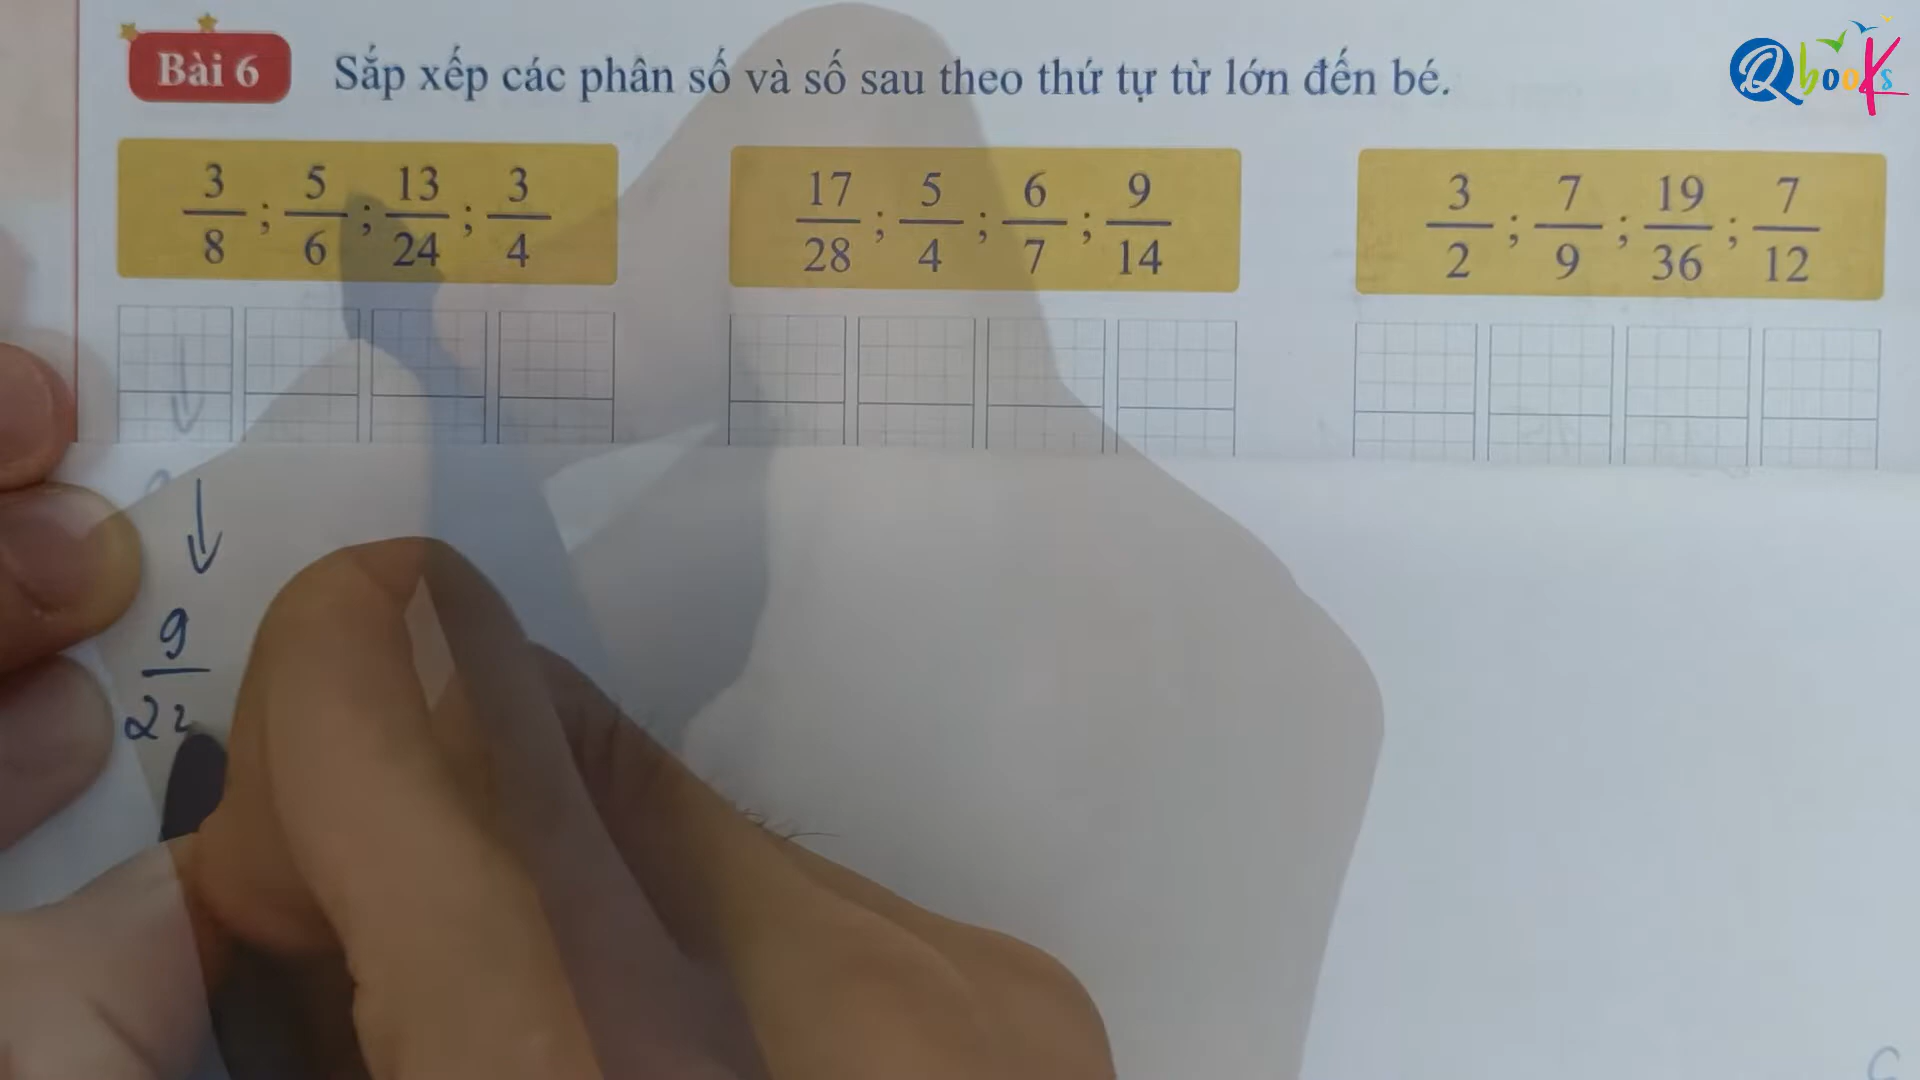 Qbooks
Bài 6 Sắp xếp các phân số và số sau theo thứ tự từ lớn đến bé.
3/8 ; 5/6 ; 13/24 ; 3/4
17/28 ; 5/4 ; 6/7 ; 9/14
3/2 ; 7/9 ; 19/36 ; 7/12
9